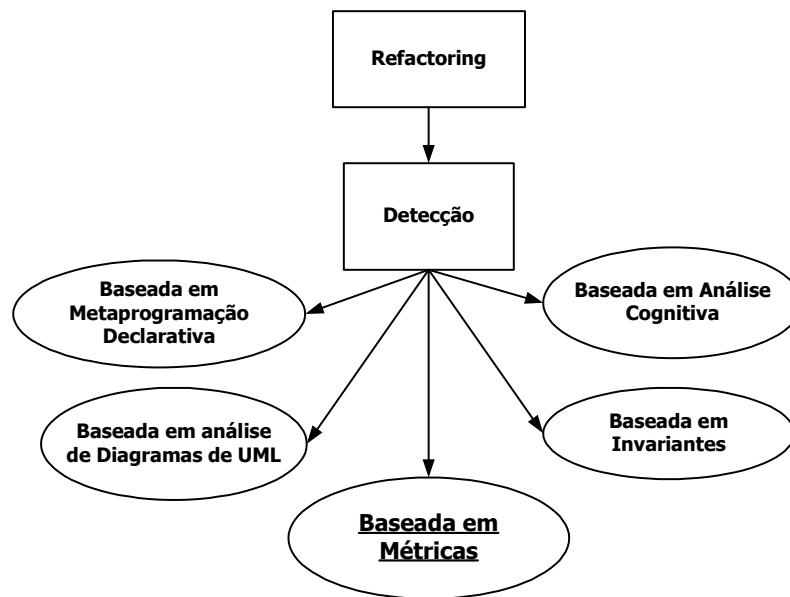 Refactoring
Detecção
Baseada em
Metaprogramação
Declarativa
Baseada em Análise
Cognitiva
Baseada em análise
de Diagramas de UML
Baseada em
Invariantes
Baseada em
Métricas